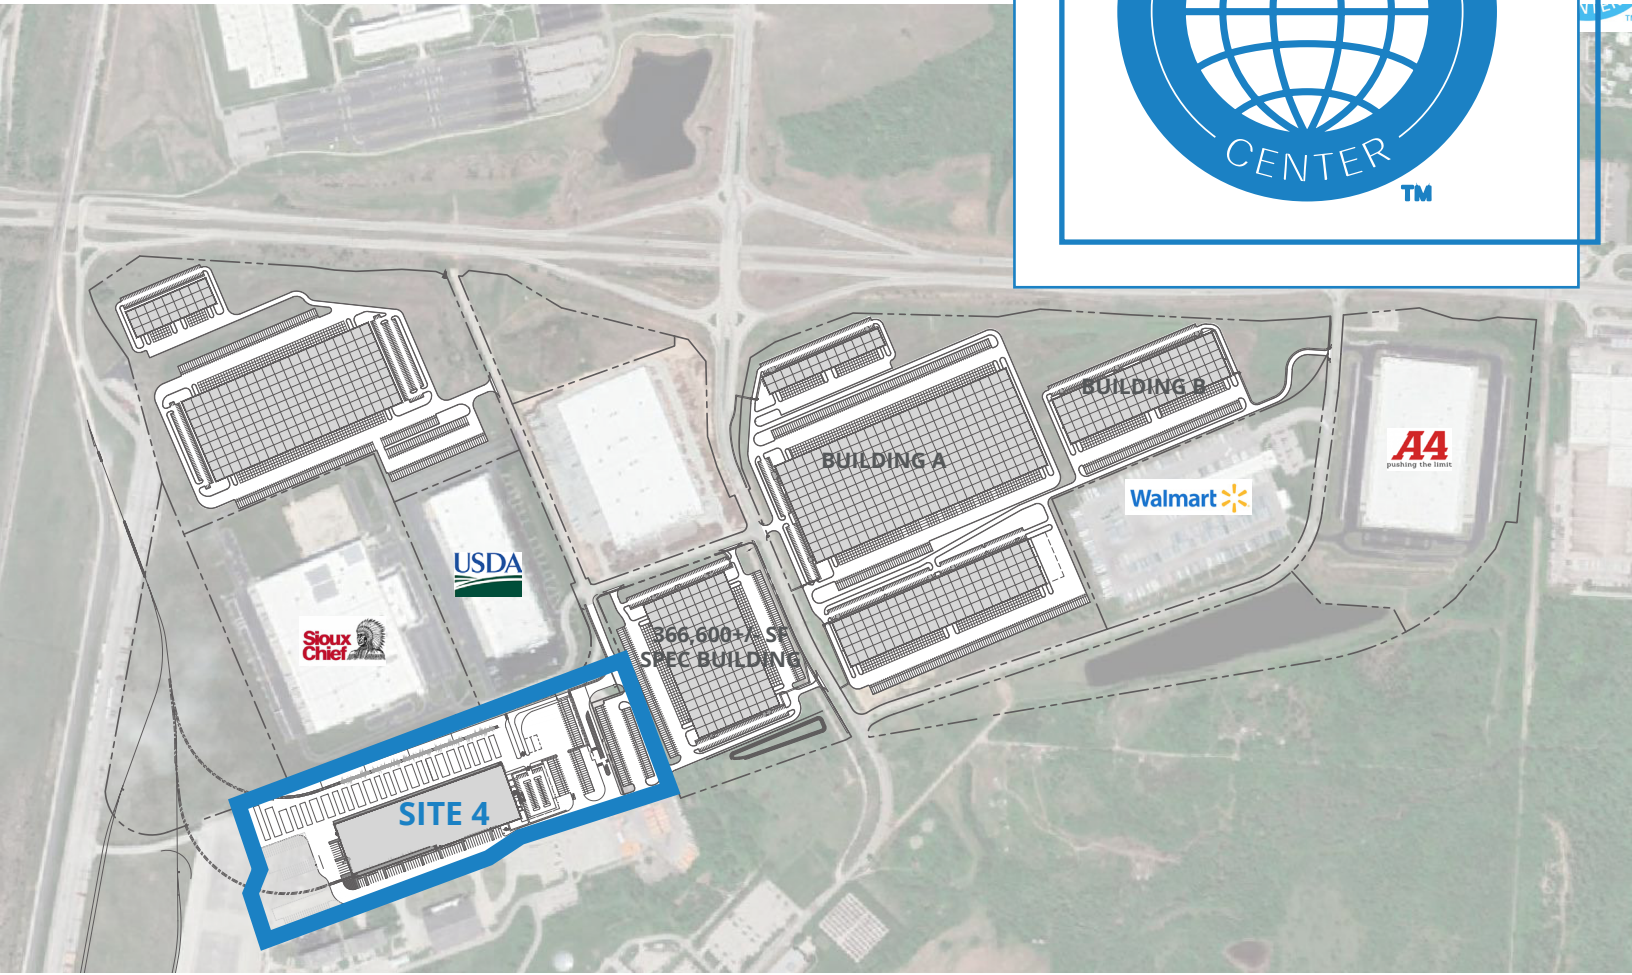 CENTER
TM
BUILDING B
BUILDING A
A4
pushing the limit
Walmart
USDA
Sioux
Chief
366,600+/- SF
SPEC BUILDING
SITE 4